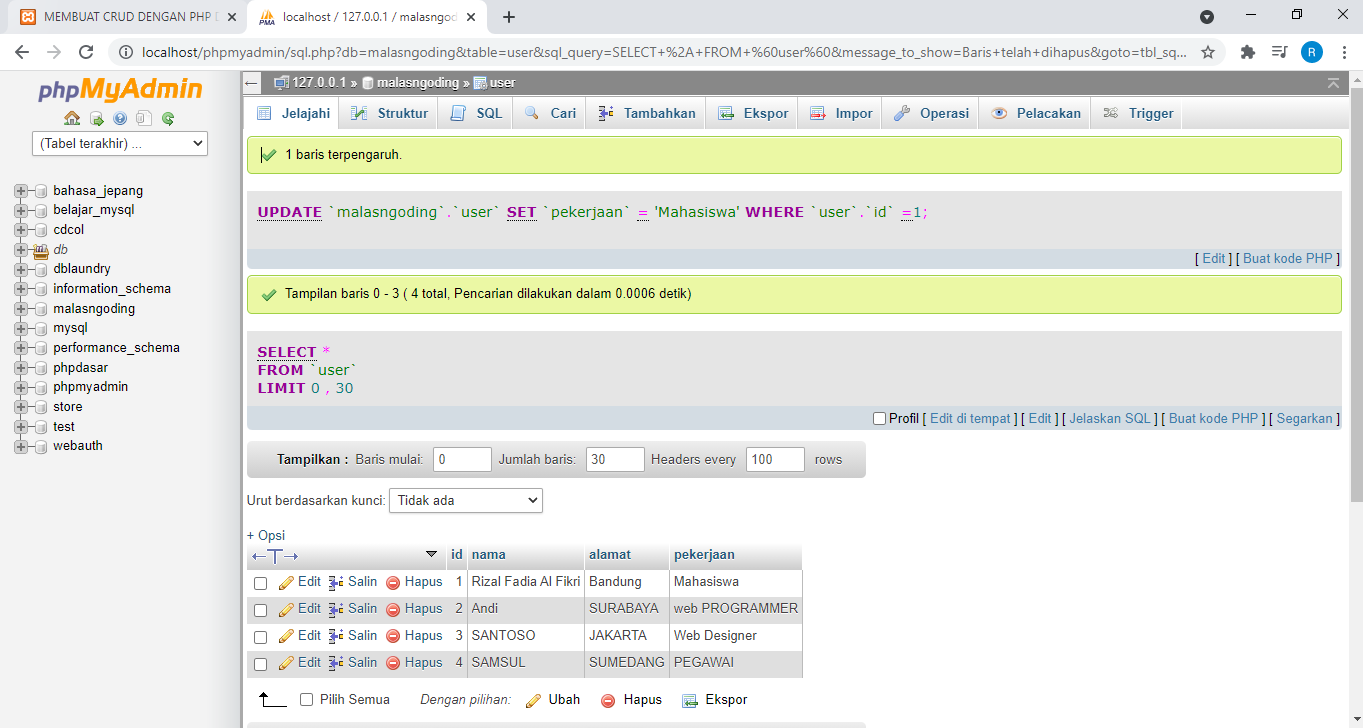 MEMBUAT CRUD DENGAN PHP D
localhost / 127.0.0.1 / malasngod
localhost/phpmyadmin/sql.php?db=malasngoding&table=user&sql_query=SELECT+%2A+FROM+%60user%60&message_to_show=Baris+telah+dihapus&goto=tbl_sq...
R
phpMyAdmin
(Tabel terakhir) ...
bahasa_jepang
belajar_mysql
cdcol
db
dblaundry
information_schema
malasngoding
mysql
performance_schema
phpdasar
phpmyadmin
store
test
webauth
127.0.0.1 » malasngoding » user
Jelajahi Struktur SQL Cari Tambahkan Ekspor Impor Operasi Pelacakan Trigger
1 baris terpengaruh.
UPDATE `malasngoding`.`user` SET `pekerjaan` = 'Mahasiswa' WHERE `user`.`id` =1;
[ Edit ] [ Buat kode PHP ]
Tampilan baris 0 - 3 ( 4 total, Pencarian dilakukan dalam 0.0006 detik)
SELECT *
FROM `user`
LIMIT 0 , 30
Profil [ Edit di tempat ] [ Edit ] [ Jelaskan SQL ] [ Buat kode PHP ] [ Segarkan ]
Tampilkan : Baris mulai: 0 Jumlah baris: 30 Headers every 100 rows
Urut berdasarkan kunci: Tidak ada
+ Opsi
←T→ id nama alamat pekerjaan
Edit Salin Hapus 1 Rizal Fadia Al Fikri Bandung Mahasiswa
Edit Salin Hapus 2 Andi SURABAYA web PROGRAMMER
Edit Salin Hapus 3 SANTOSO JAKARTA Web Designer
Edit Salin Hapus 4 SAMSUL SUMEDANG PEGAWAI
Pilih Semua Dengan pilihan: Ubah Hapus Ekspor